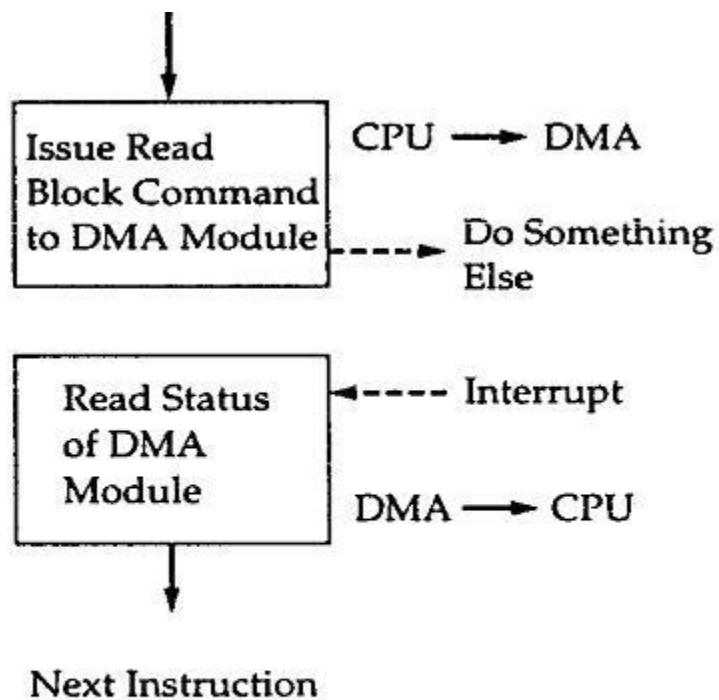 Issue Read
Block Command
to DMA Module
CPU → DMA
Do Something
Else
Read Status
of DMA
Module
Interrupt
DMA → CPU
Next Instruction